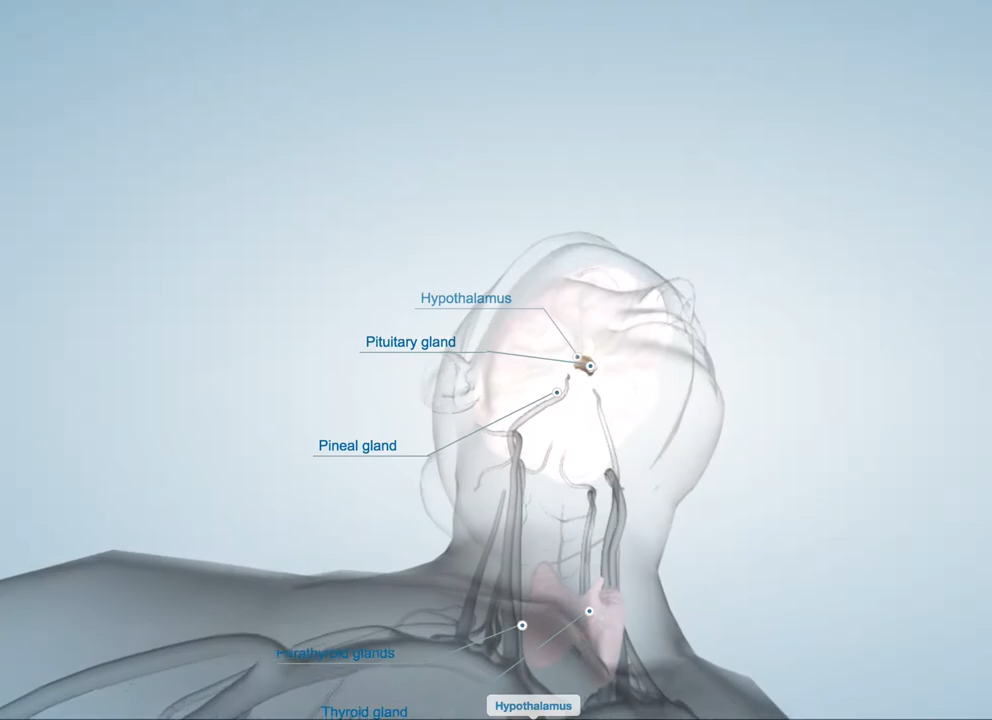 Hypothalamus
Pituitary gland
Pineal gland
Parathyroid glands
Thyroid gland
Hypothalamus